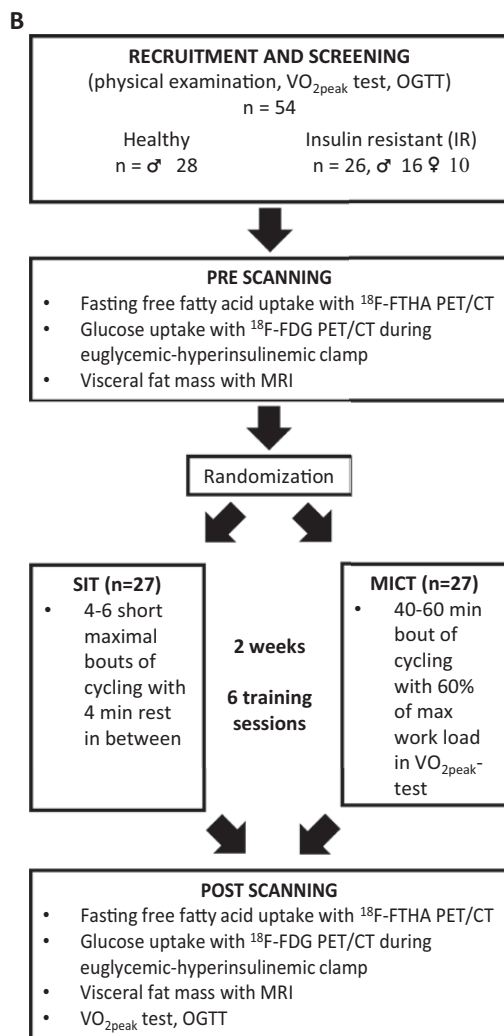 B
RECRUITMENT AND SCREENING
(physical examination, VO2peak test, OGTT)
n = 54
Healthy
n = ♂ 28
Insulin resistant (IR)
n = 26, ♂ 16 ♀ 10
PRE SCANNING
• Fasting free fatty acid uptake with 18F-FTHA PET/CT
• Glucose uptake with 18F-FDG PET/CT during
euglycemic-hyperinsulinemic clamp
• Visceral fat mass with MRI
Randomization
SIT (n=27)
• 4-6 short
maximal
bouts of
cycling with
4 min rest
in between
2 weeks
6 training
sessions
MICT (n=27)
• 40-60 min
bout of
cycling
with 60%
of max
work load
in VO2peak-
test
POST SCANNING
• Fasting free fatty acid uptake with 18F-FTHA PET/CT
• Glucose uptake with 18F-FDG PET/CT during
euglycemic-hyperinsulinemic clamp
• Visceral fat mass with MRI
• VO2peak test, OGTT